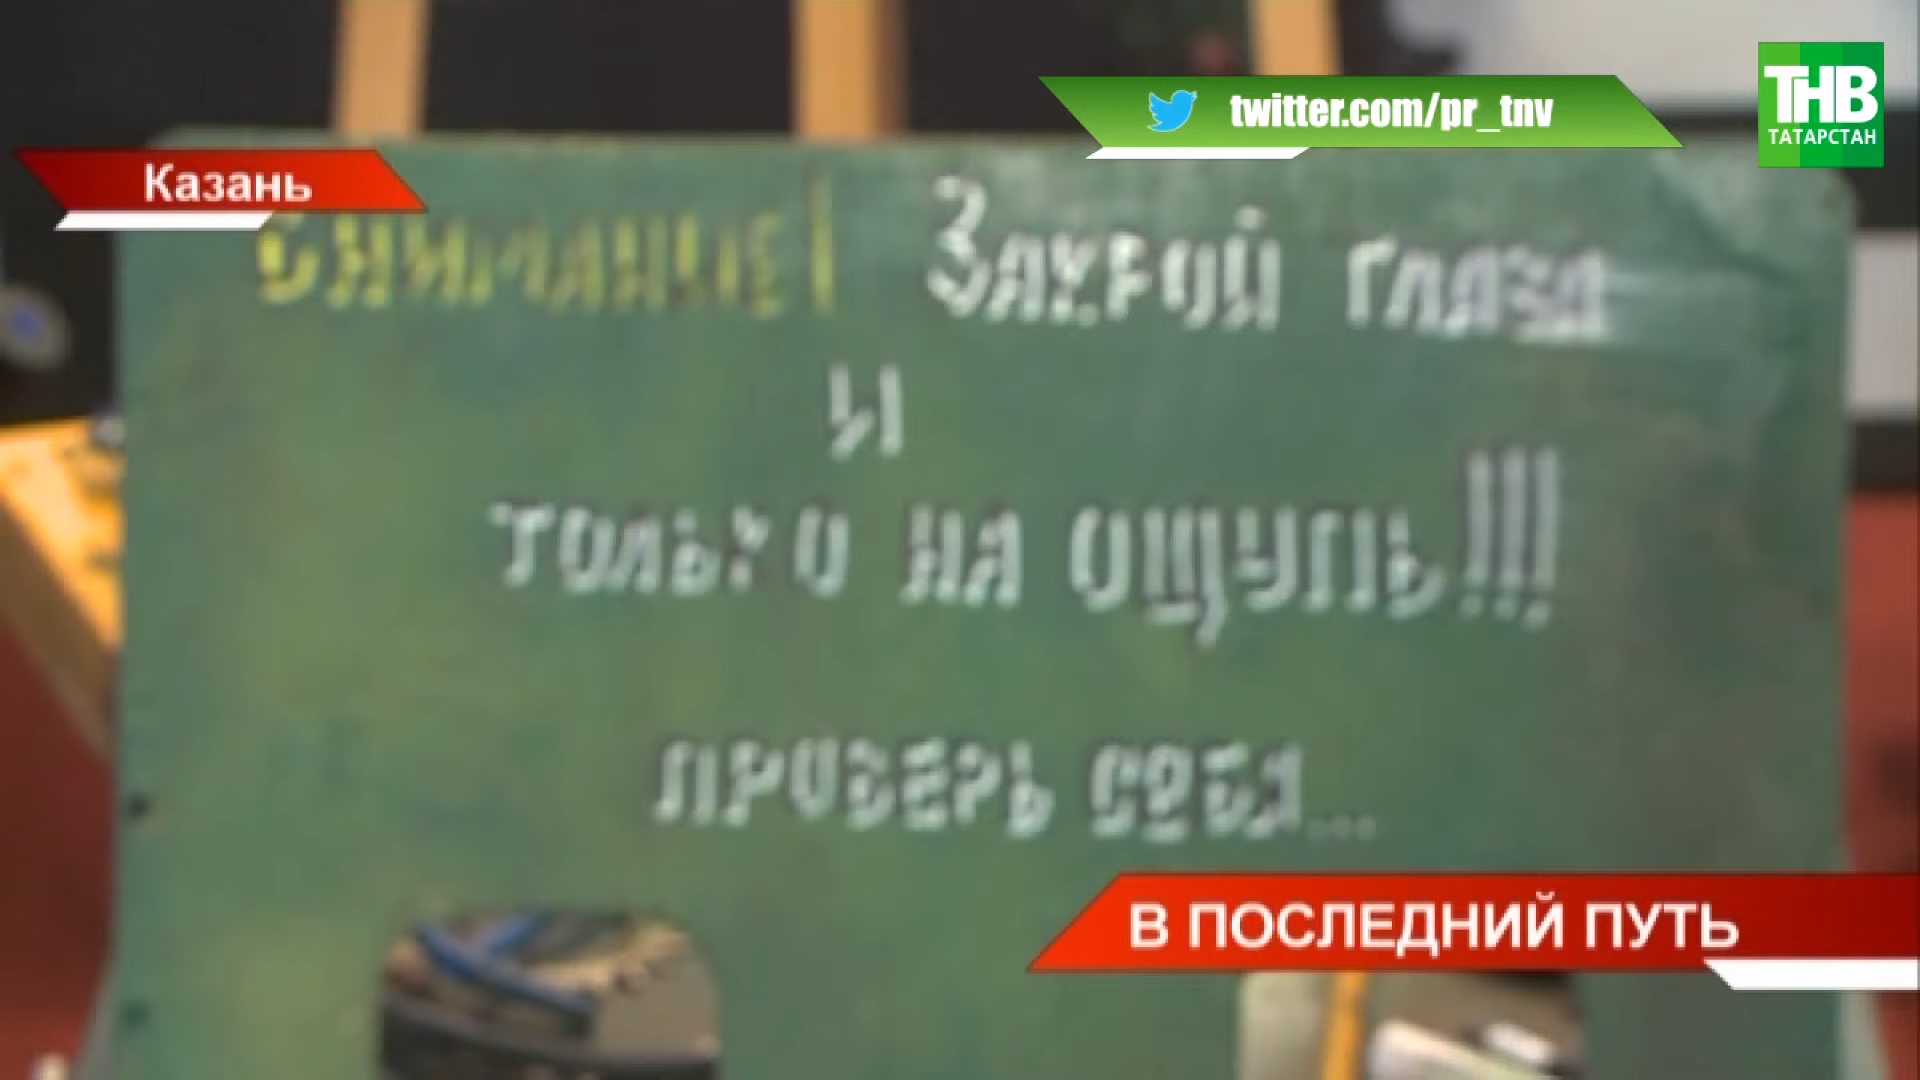 twitter.com/pr_tnv
ТНВ
ТАТАРСТАН
Казань
Внимание! Закрой глаза
и
только на ощупь!!!
проверь себя...
В ПОСЛЕДНИЙ ПУТЬ